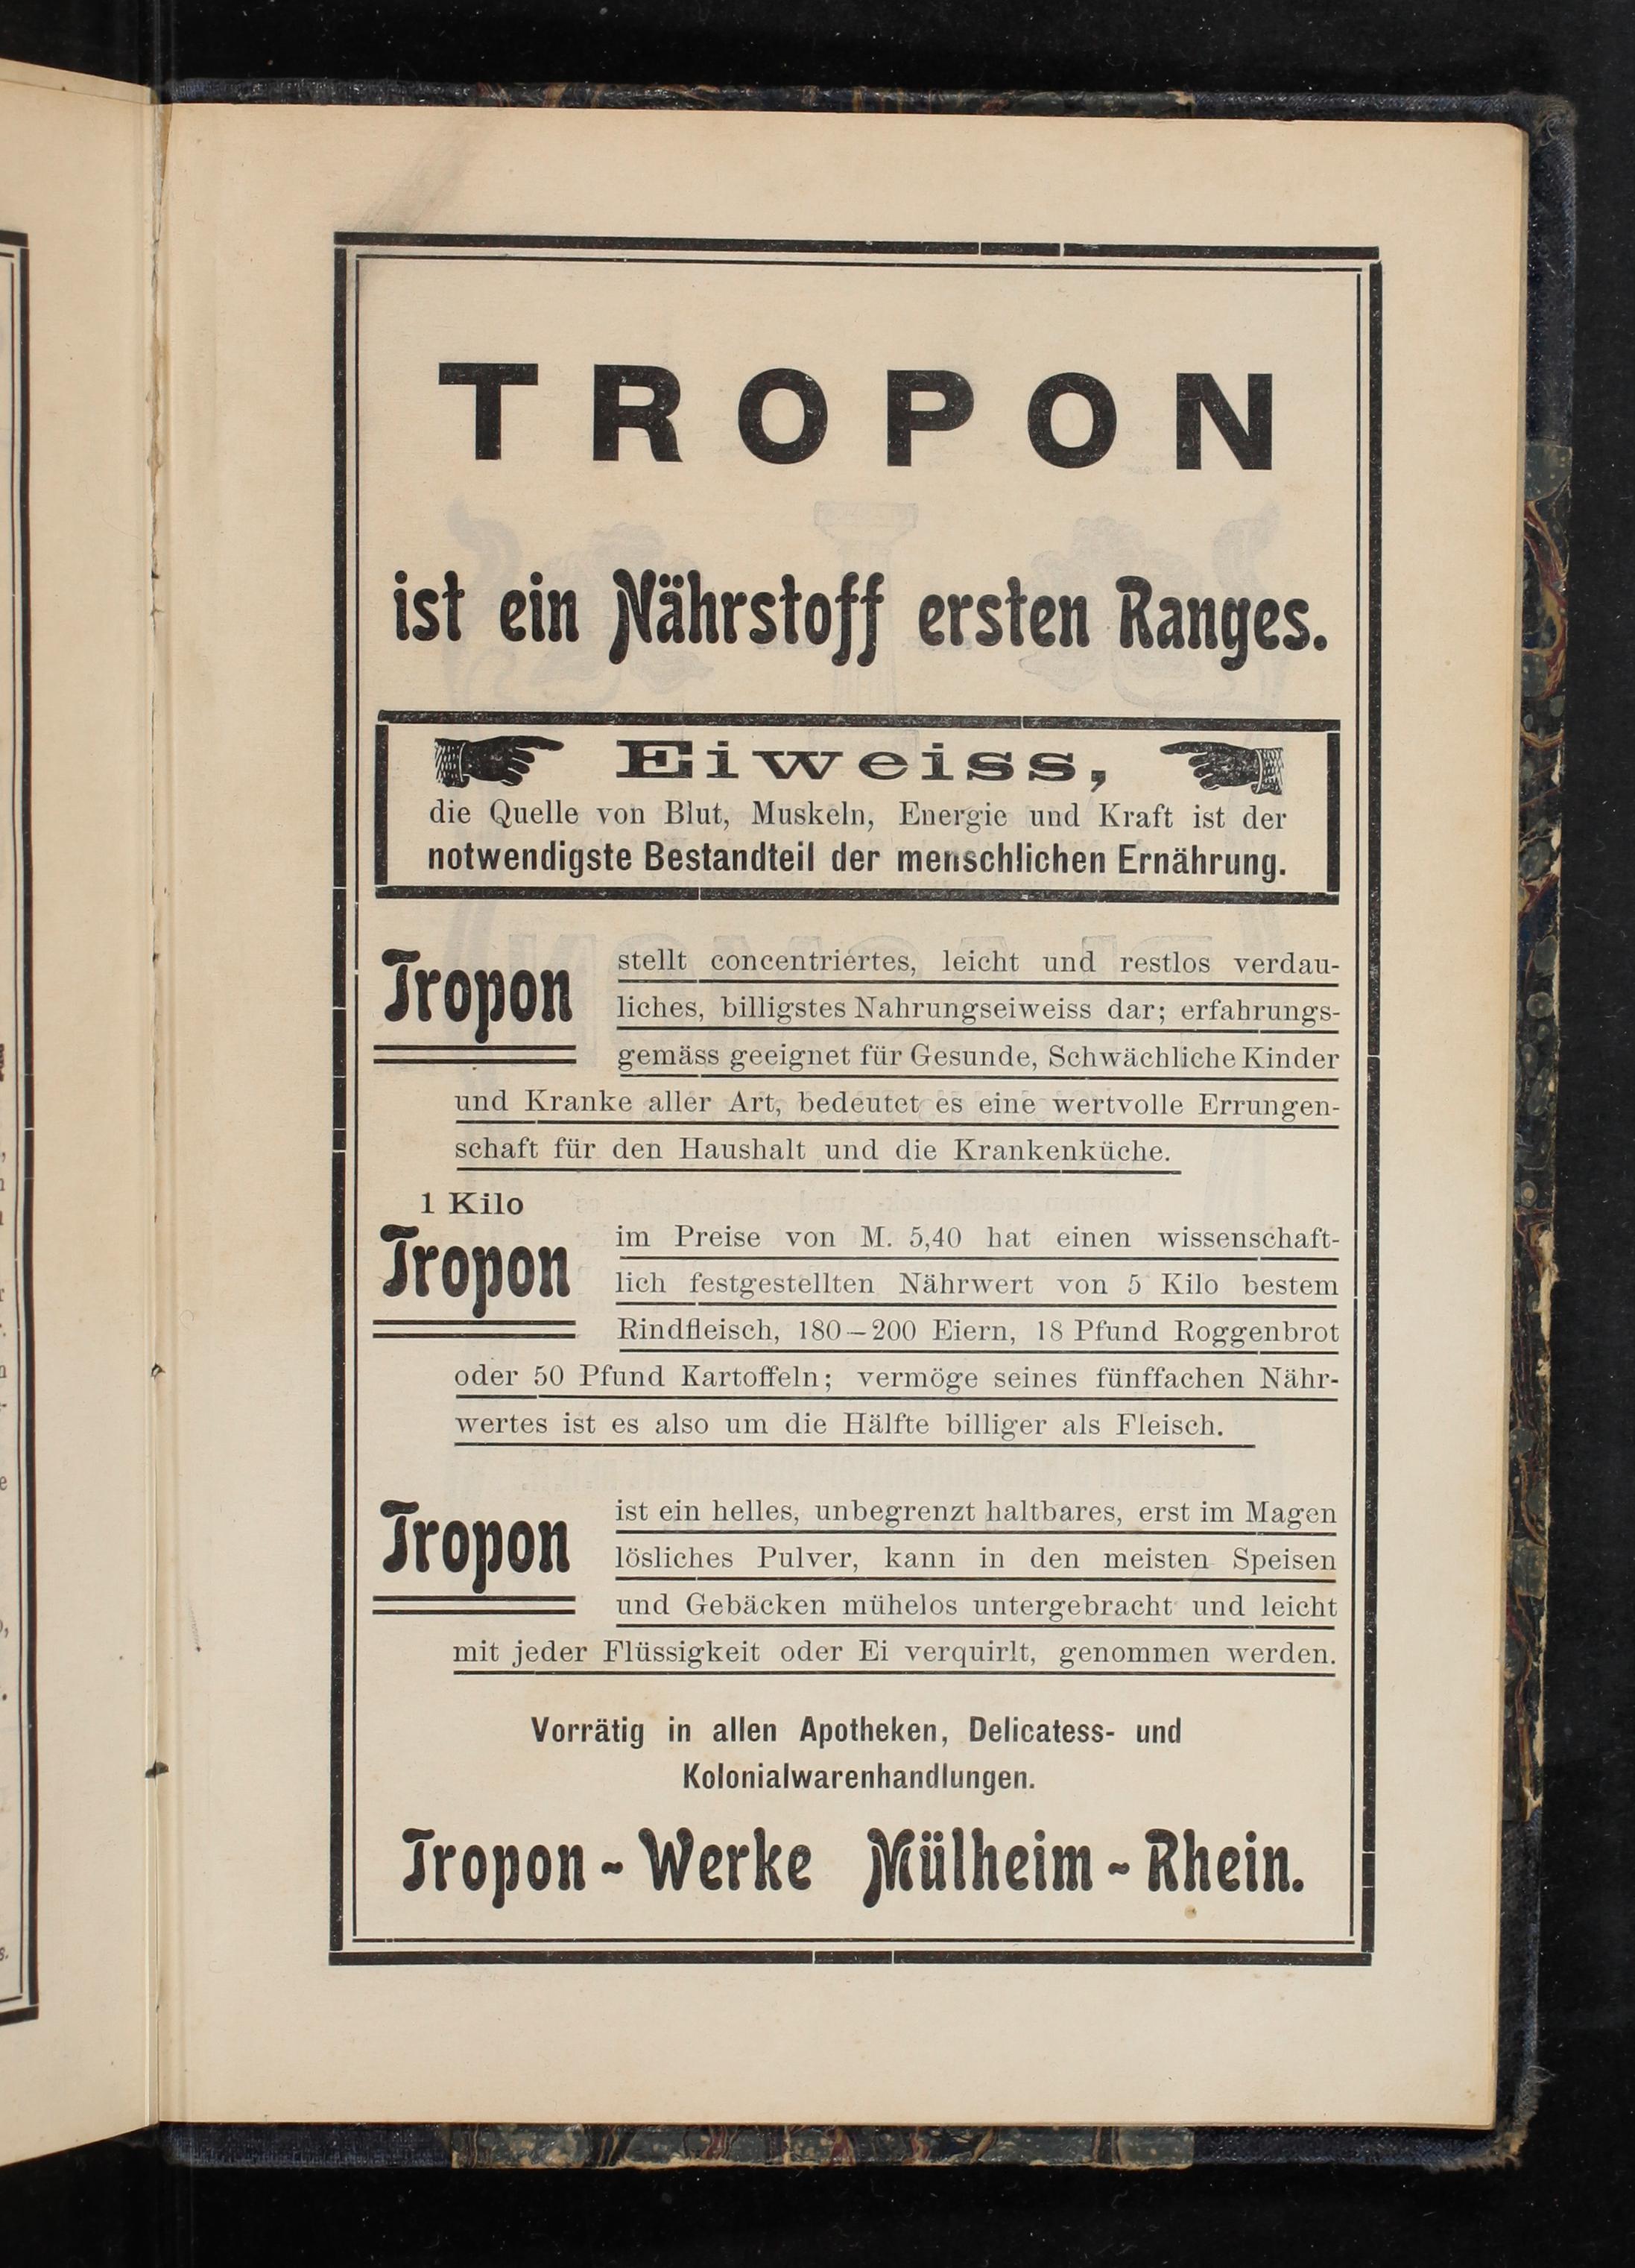 TROPON
ist ein Nährstoff ersten Ranges.
Eiweiss,
die Quelle von Blut, Muskeln, Energie und Kraft ist der
notwendigste Bestandteil der menschlichen Ernährung.
Tropon stellt concentriertes, leicht und restlos verdau-
liches, billigstes Nahrungseiweiss dar; erfahrungs-
gemäss geeignet für Gesunde, Schwächliche Kinder
und Kranke aller Art, bedeutet es eine wertvolle Errungen-
schaft für den Haushalt und die Krankenküche.
1 Kilo
Tropon im Preise von M. 5,40 hat einen wissenschaft-
lich festgestellten Nährwert von 5 Kilo bestem
Rindfleisch, 180–200 Eiern, 18 Pfund Roggenbrot
oder 50 Pfund Kartoffeln; vermöge seines fünffachen Nähr-
wertes ist es also um die Hälfte billiger als Fleisch.
Tropon ist ein helles, unbegrenzt haltbares, erst im Magen
lösliches Pulver, kann in den meisten Speisen
und Gebäcken mühelos untergebracht und leicht
mit jeder Flüssigkeit oder Ei verquirlt, genommen werden.
Vorrätig in allen Apotheken, Delicatess- und
Kolonialwarenhandlungen.
Tropon-Werke Mülheim-Rhein.